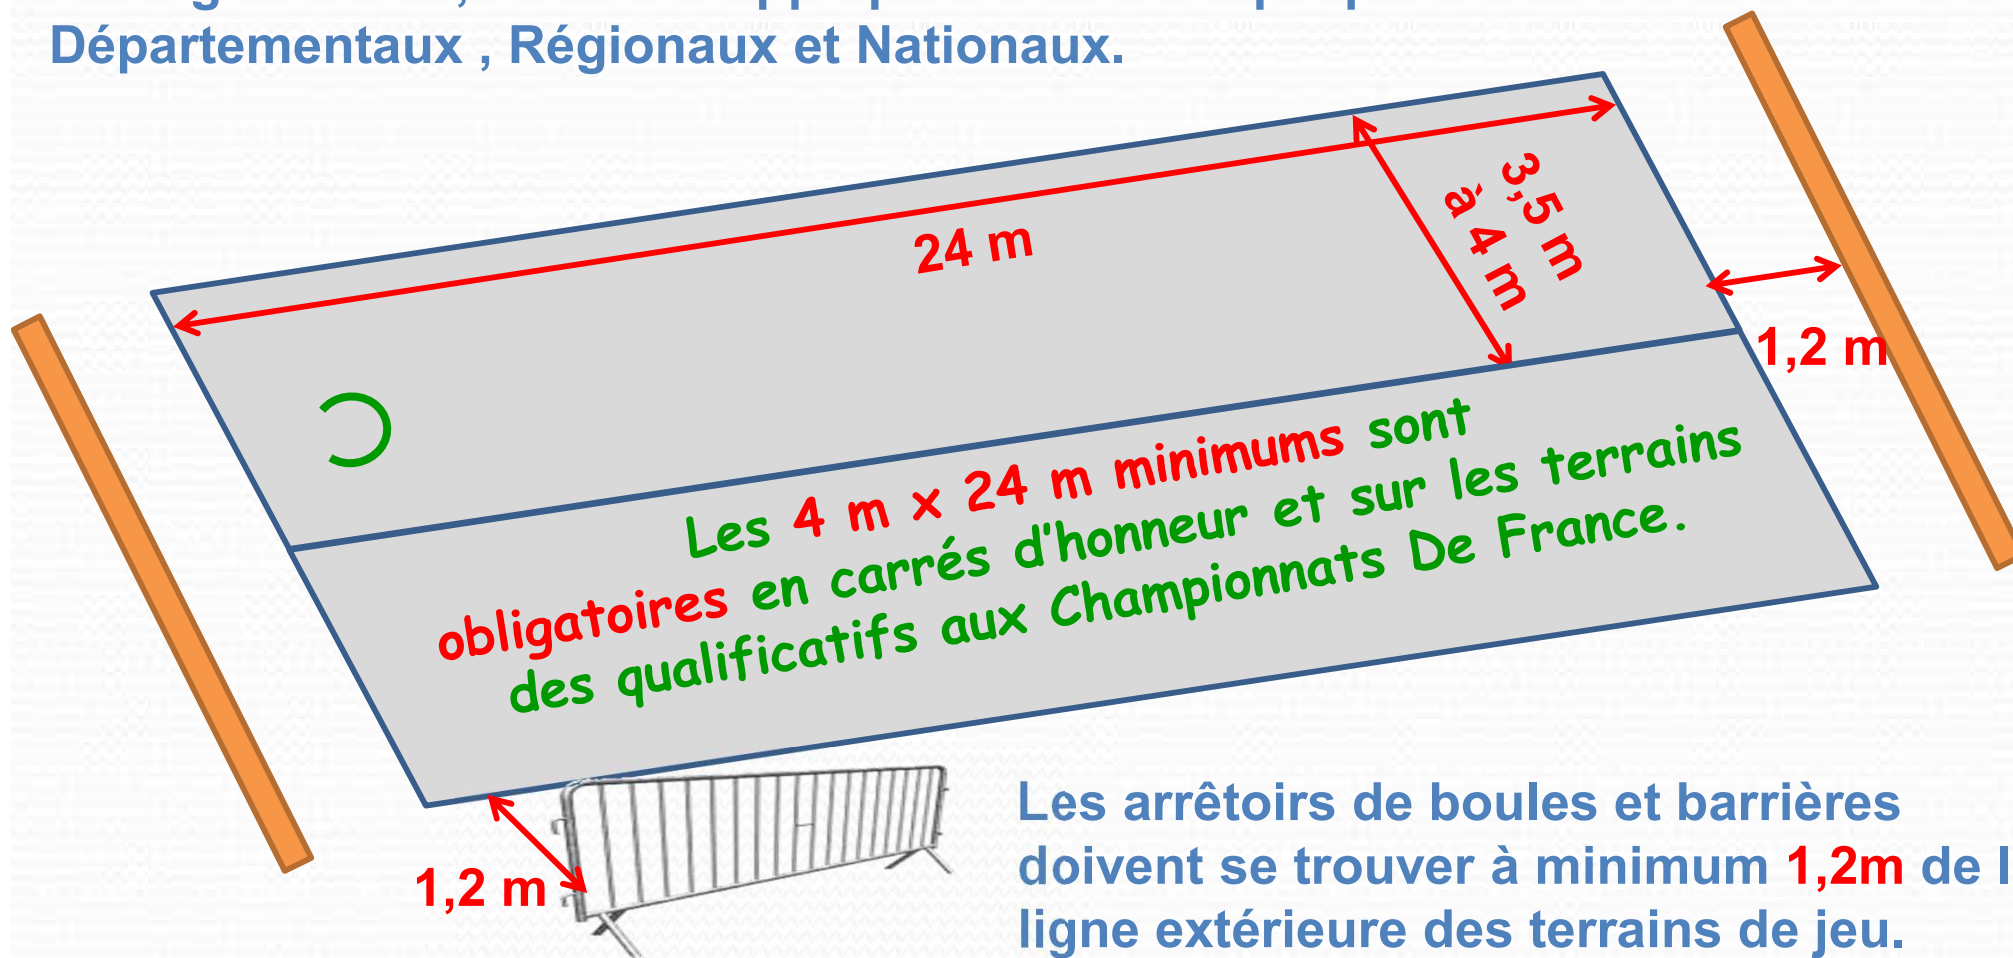 Départementaux , Régionaux et Nationaux.
24 m
3,5 m
à 4 m
1,2 m
Les 4 m x 24 m minimums sont
obligatoires en carrés d'honneur et sur les terrains
des qualificatifs aux Championnats De France.
1,2 m
Les arrêtoirs de boules et barrières
doivent se trouver à minimum 1,2m de l
ligne extérieure des terrains de jeu.